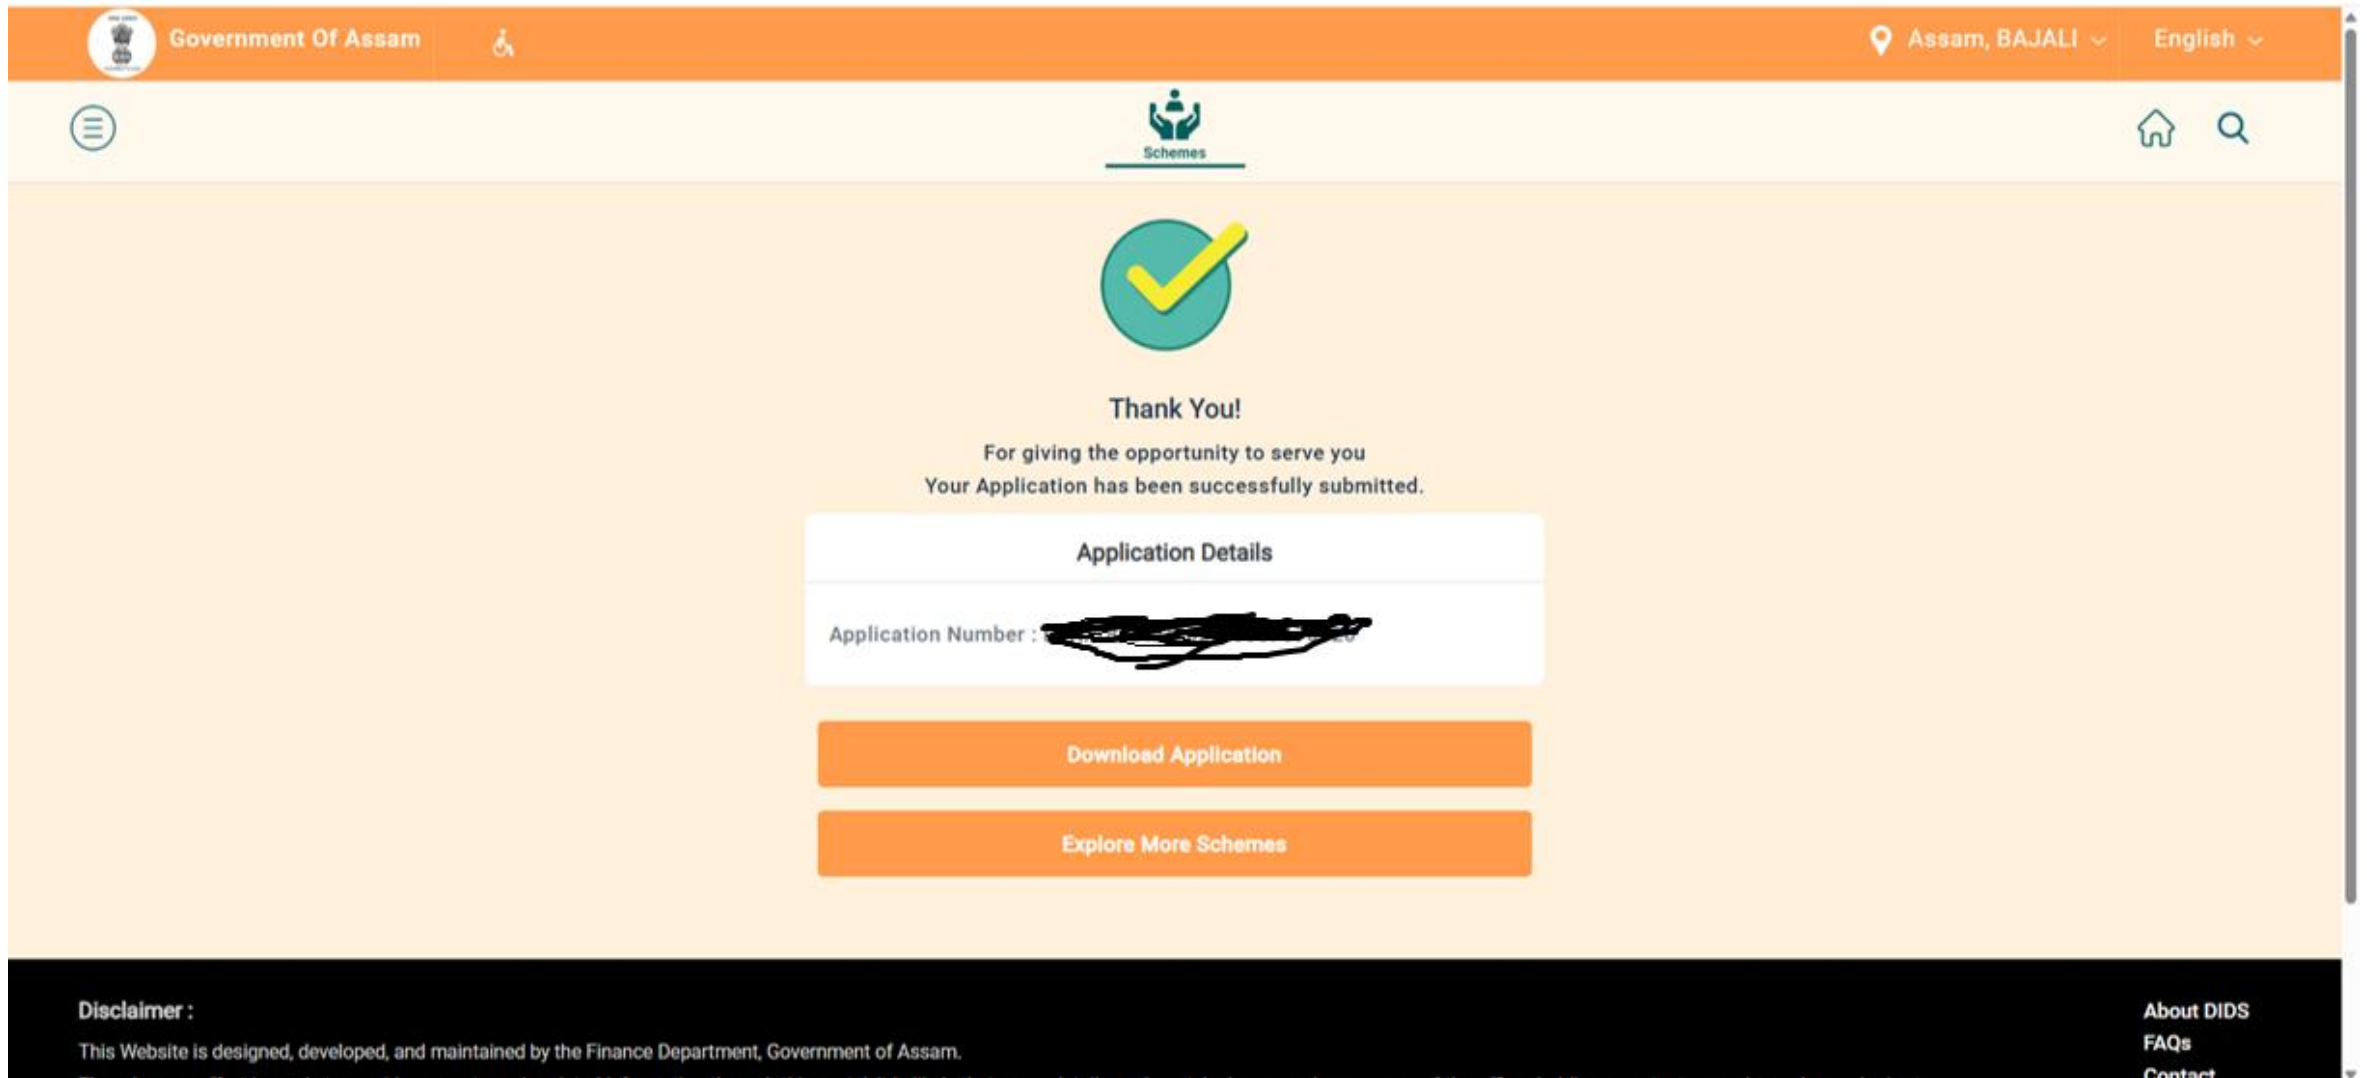 Government Of Assam
Assam, BAJALI
English
Schemes
Thank You!
For giving the opportunity to serve you
Your Application has been successfully submitted.
Application Details
Application Number :
Download Application
Explore More Schemes
Disclaimer :
About DIDS
This Website is designed, developed, and maintained by the Finance Department, Government of Assam.
FAQs
Contact